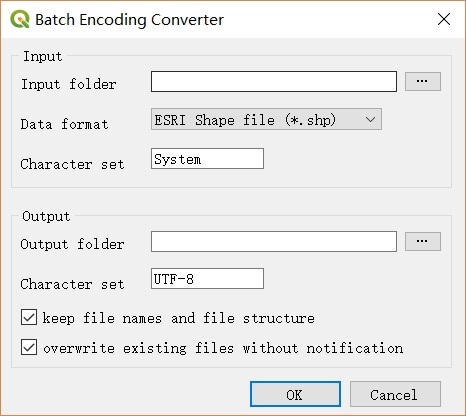 Batch Encoding Converter
Input
Input folder
...
Data format
ESRI Shape file (*.shp)
Character set
System
Output
Output folder
...
Character set
UTF-8
keep file names and file structure
overwrite existing files without notification
OK
Cancel